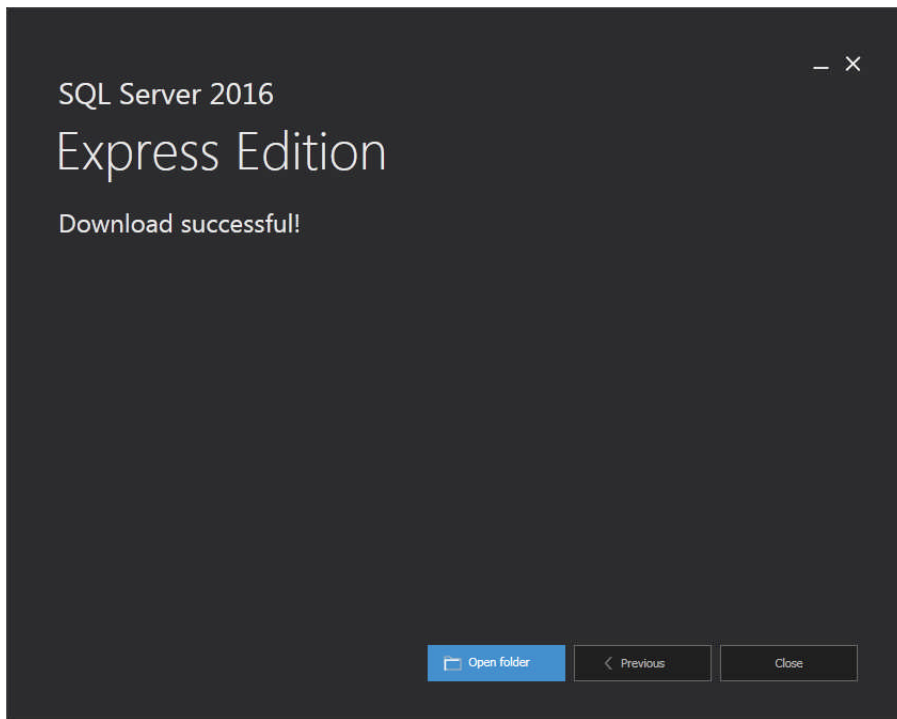 SQL Server 2016
Express Edition
Download successful!
Open folder
Previous
Close